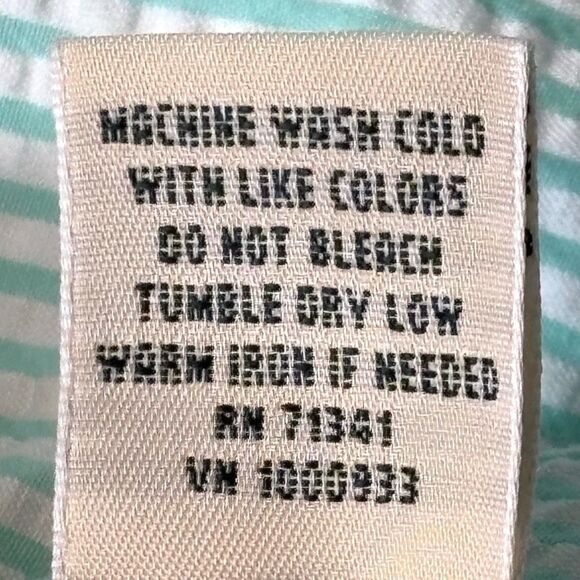 MACHINE WASH COLD
WITH LIKE COLORS
DO NOT BLEACH
TUMBLE DRY LOW
WARM IRON IF NEEDED
RN 71341
VN 1000933